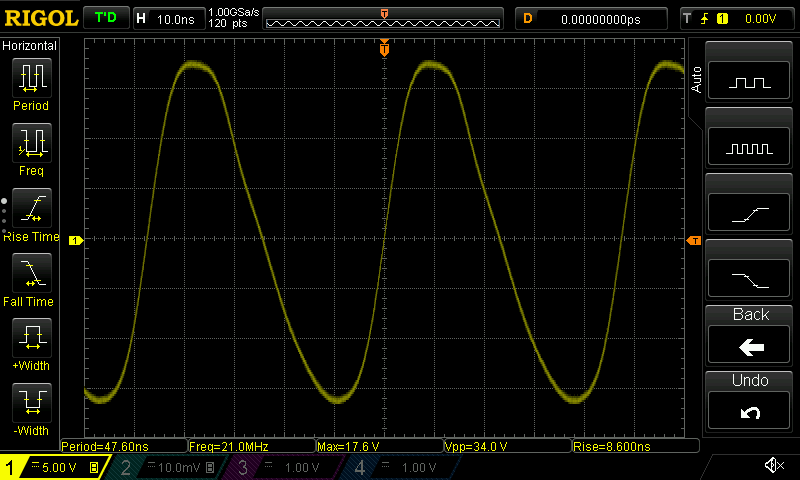 RIGOL T'D H 10.0ns 1.00GSa/s 120 pts T D 0.00000000ps T 1 0.00V
Horizontal
Period
Freq
Rise Time
Fall Time
+Width
-Width
T
1
T
Auto
Back
Undo
Period=47.60ns Freq=21.0MHz Max=17.6 V Vpp=34.0 V Rise=8.600ns
1 5.00 V B 2 10.0mV B 3 1.00 V 4 1.00 V